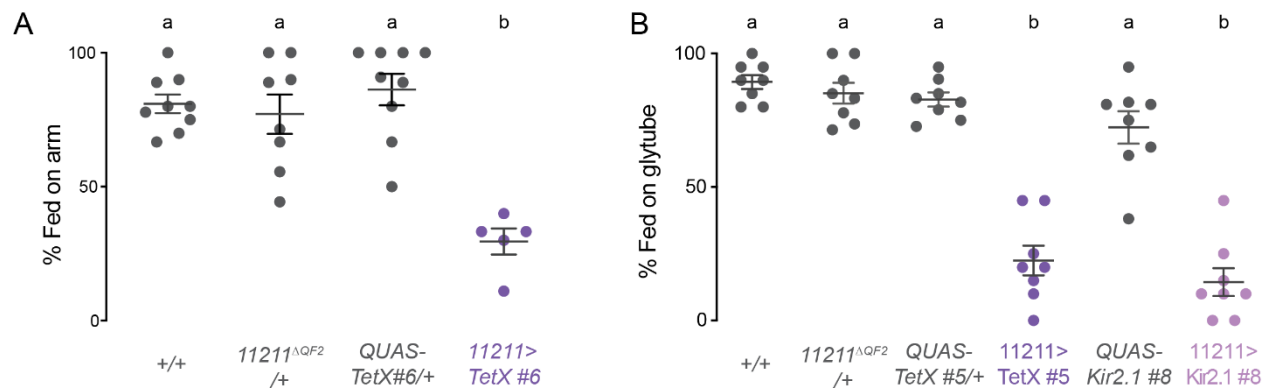 A
a a a b
100
50
0
% Fed on arm
+/+
11211ΔQF2
/+
QUAS-
TetX#6/+
11211>
TetX #6
B
a a a b a b
100
50
0
% Fed on glytube
+/+
11211ΔQF2
/+
QUAS-
TetX #5/+
11211>
TetX #5
QUAS-
Kir2.1 #8
11211>
Kir2.1 #8